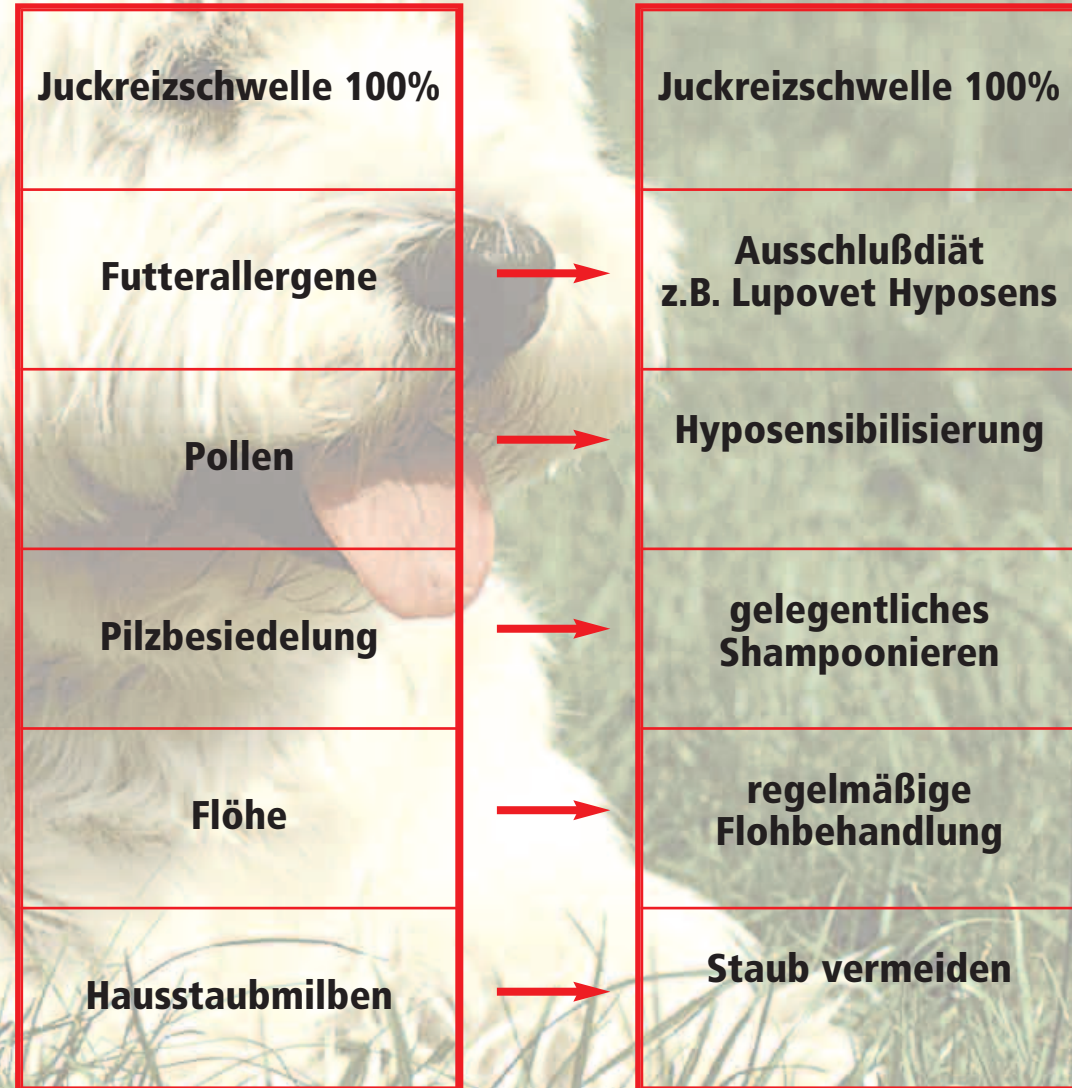 Juckreizschwelle 100%
Juckreizschwelle 100%
Futterallergene
Ausschlußdiät
z.B. Lupovet Hyposens
Pollen
Hyposensibilisierung
Pilzbesiedelung
gelegentliches
Shampoonieren
Flöhe
regelmäßige
Flohbehandlung
Hausstaubmilben
Staub vermeiden